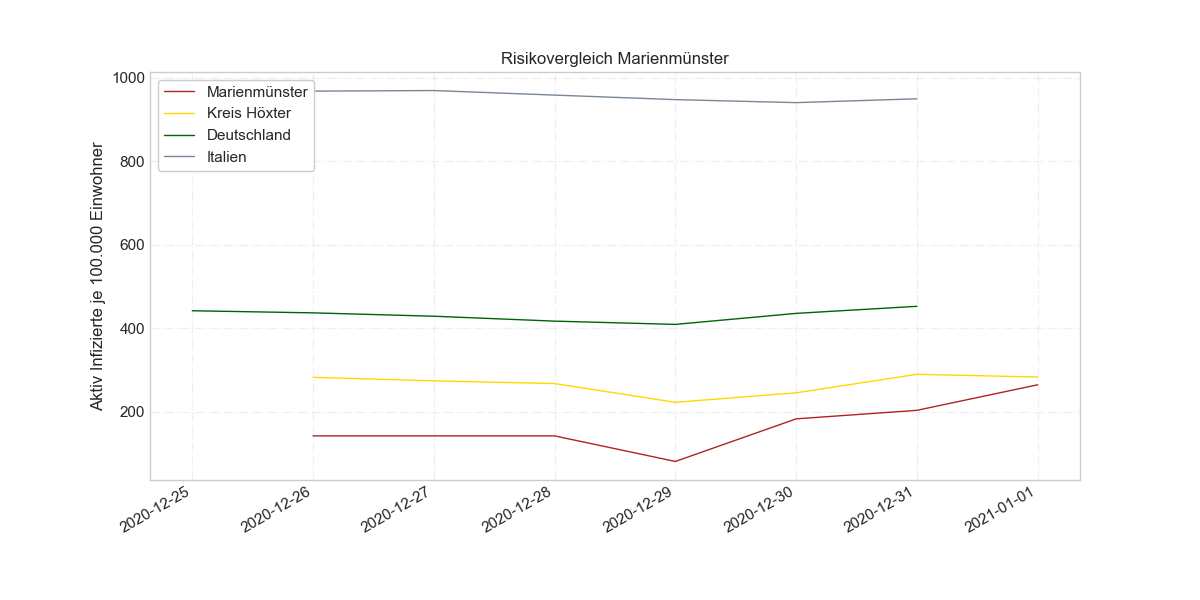 Risikovergleich Marienmünster
Aktiv Infizierte je 100.000 Einwohner
1000
800
600
400
200
Marienmünster
Kreis Höxter
Deutschland
Italien
2020-12-25
2020-12-26
2020-12-27
2020-12-28
2020-12-29
2020-12-30
2020-12-31
2021-01-01